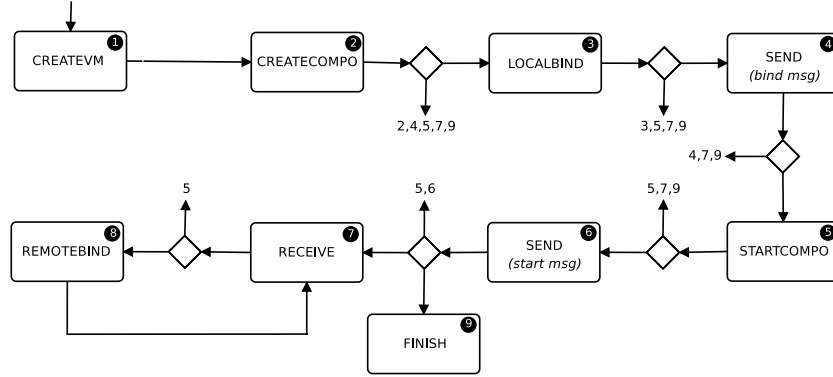 1
CREATEVM
2
CREATECOMPO
3
LOCALBIND
4
SEND
(bind msg)
2,4,5,7,9
3,5,7,9
4,7,9
5
5,6
5,7,9
8
REMOTEBIND
7
RECEIVE
6
SEND
(start msg)
5
STARTCOMPO
9
FINISH